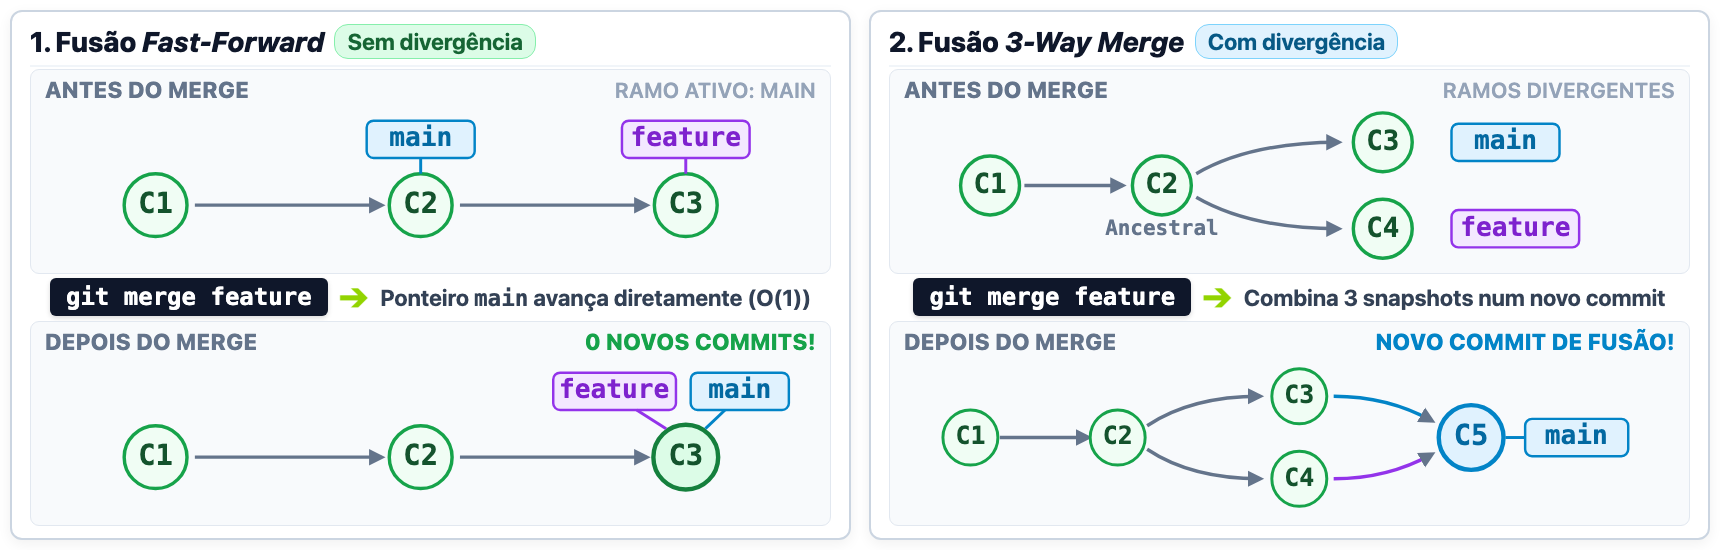 1. Fusão Fast-Forward Sem divergência
ANTES DO MERGE RAMO ATIVO: MAIN
main feature
C1 C2 C3
git merge feature → Ponteiro main avança diretamente (O(1))
DEPOIS DO MERGE 0 NOVOS COMMITS!
feature main
C1 C2 C3
2. Fusão 3-Way Merge Com divergência
ANTES DO MERGE RAMOS DIVERGENTES
C3 main
C1 C2
Ancestral
C4 feature
git merge feature → Combina 3 snapshots num novo commit
DEPOIS DO MERGE NOVO COMMIT DE FUSÃO!
C3
C1 C2 C5 main
C4